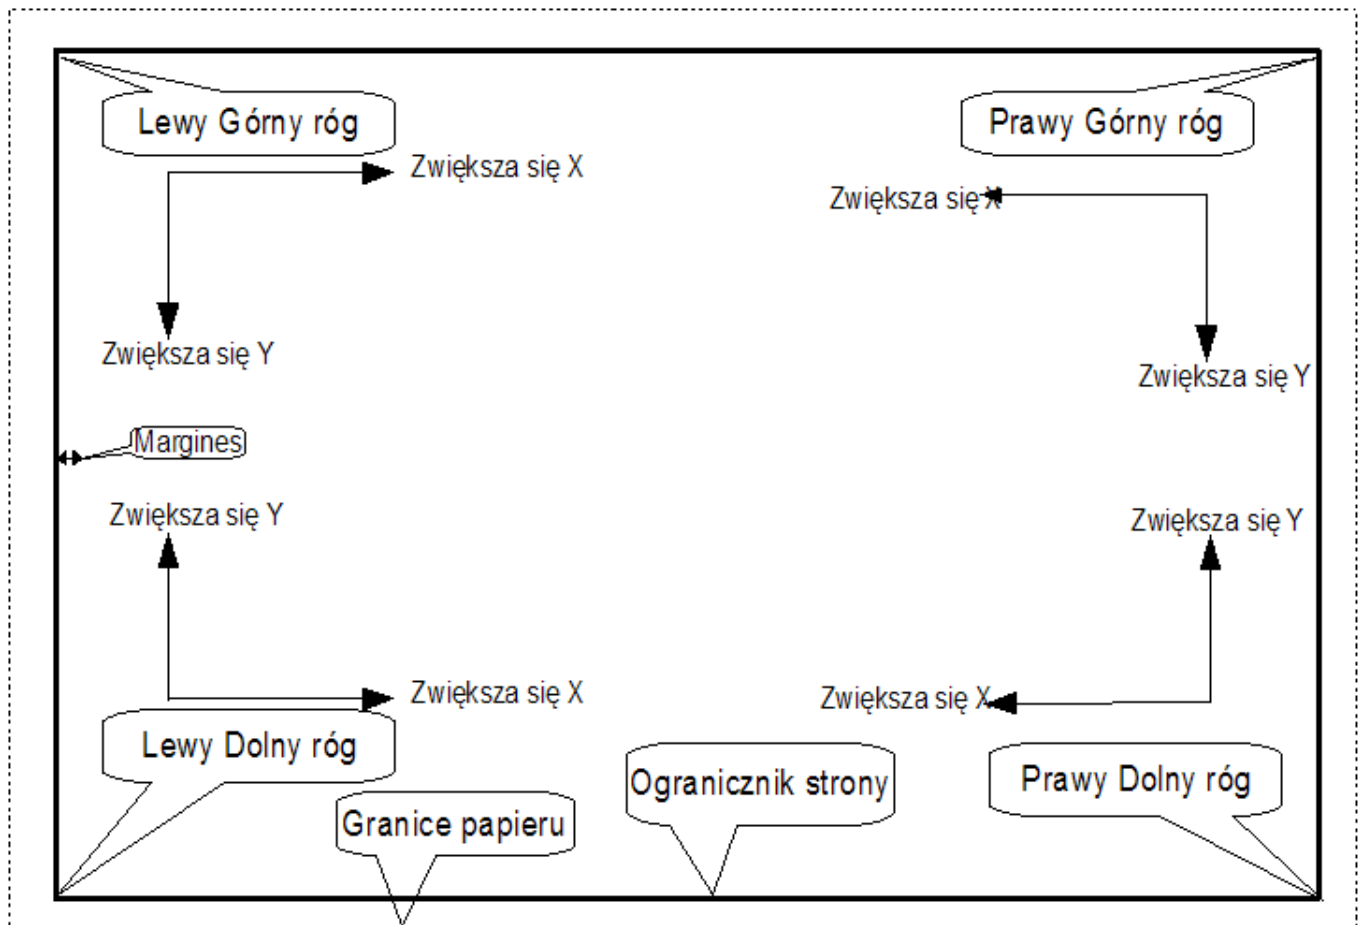 Lewy Górny róg
Prawy Górny róg
Zwiększa się X
Zwiększa się X
Zwiększa się Y
Zwiększa się Y
Margines
Zwiększa się Y
Zwiększa się Y
Zwiększa się X
Zwiększa się X
Lewy Dolny róg
Ogranicznik strony
Prawy Dolny róg
Granice papieru